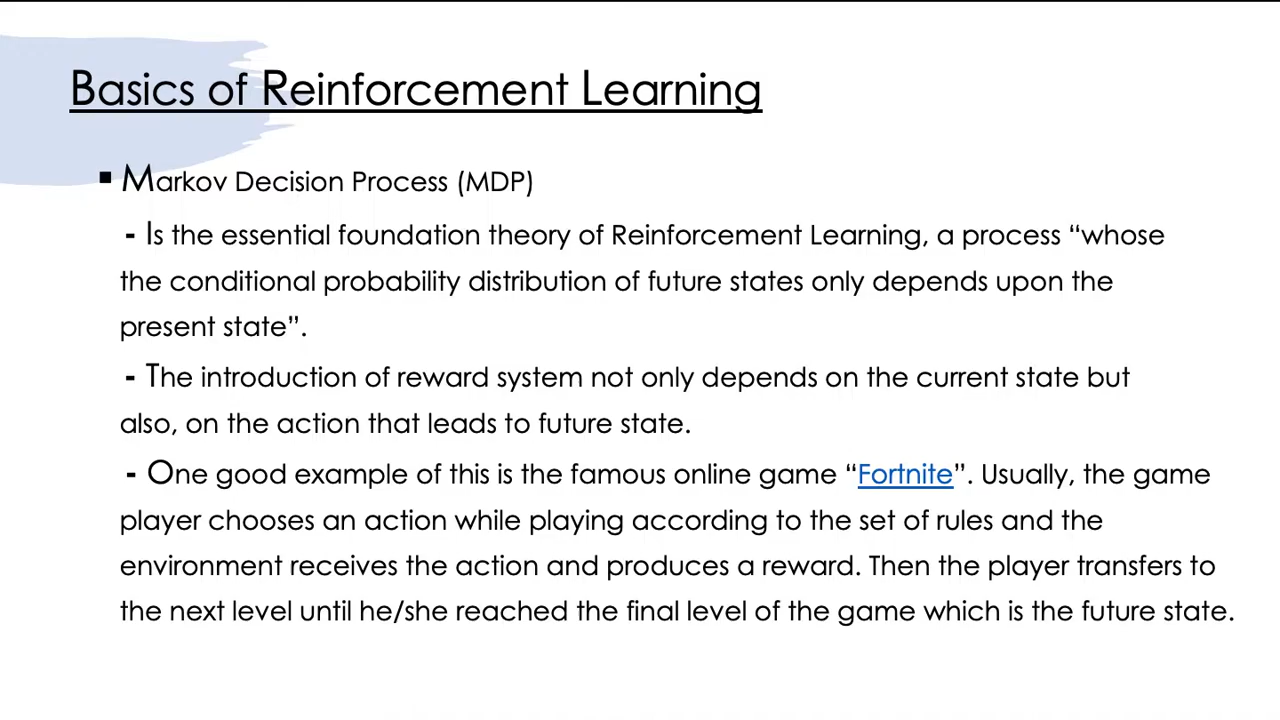 Basics of Reinforcement Learning
▪ Markov Decision Process (MDP)
- Is the essential foundation theory of Reinforcement Learning, a process “whose
the conditional probability distribution of future states only depends upon the
present state”.
- The introduction of reward system not only depends on the current state but
also, on the action that leads to future state.
- One good example of this is the famous online game “Fortnite”. Usually, the game
player chooses an action while playing according to the set of rules and the
environment receives the action and produces a reward. Then the player transfers to
the next level until he/she reached the final level of the game which is the future state.